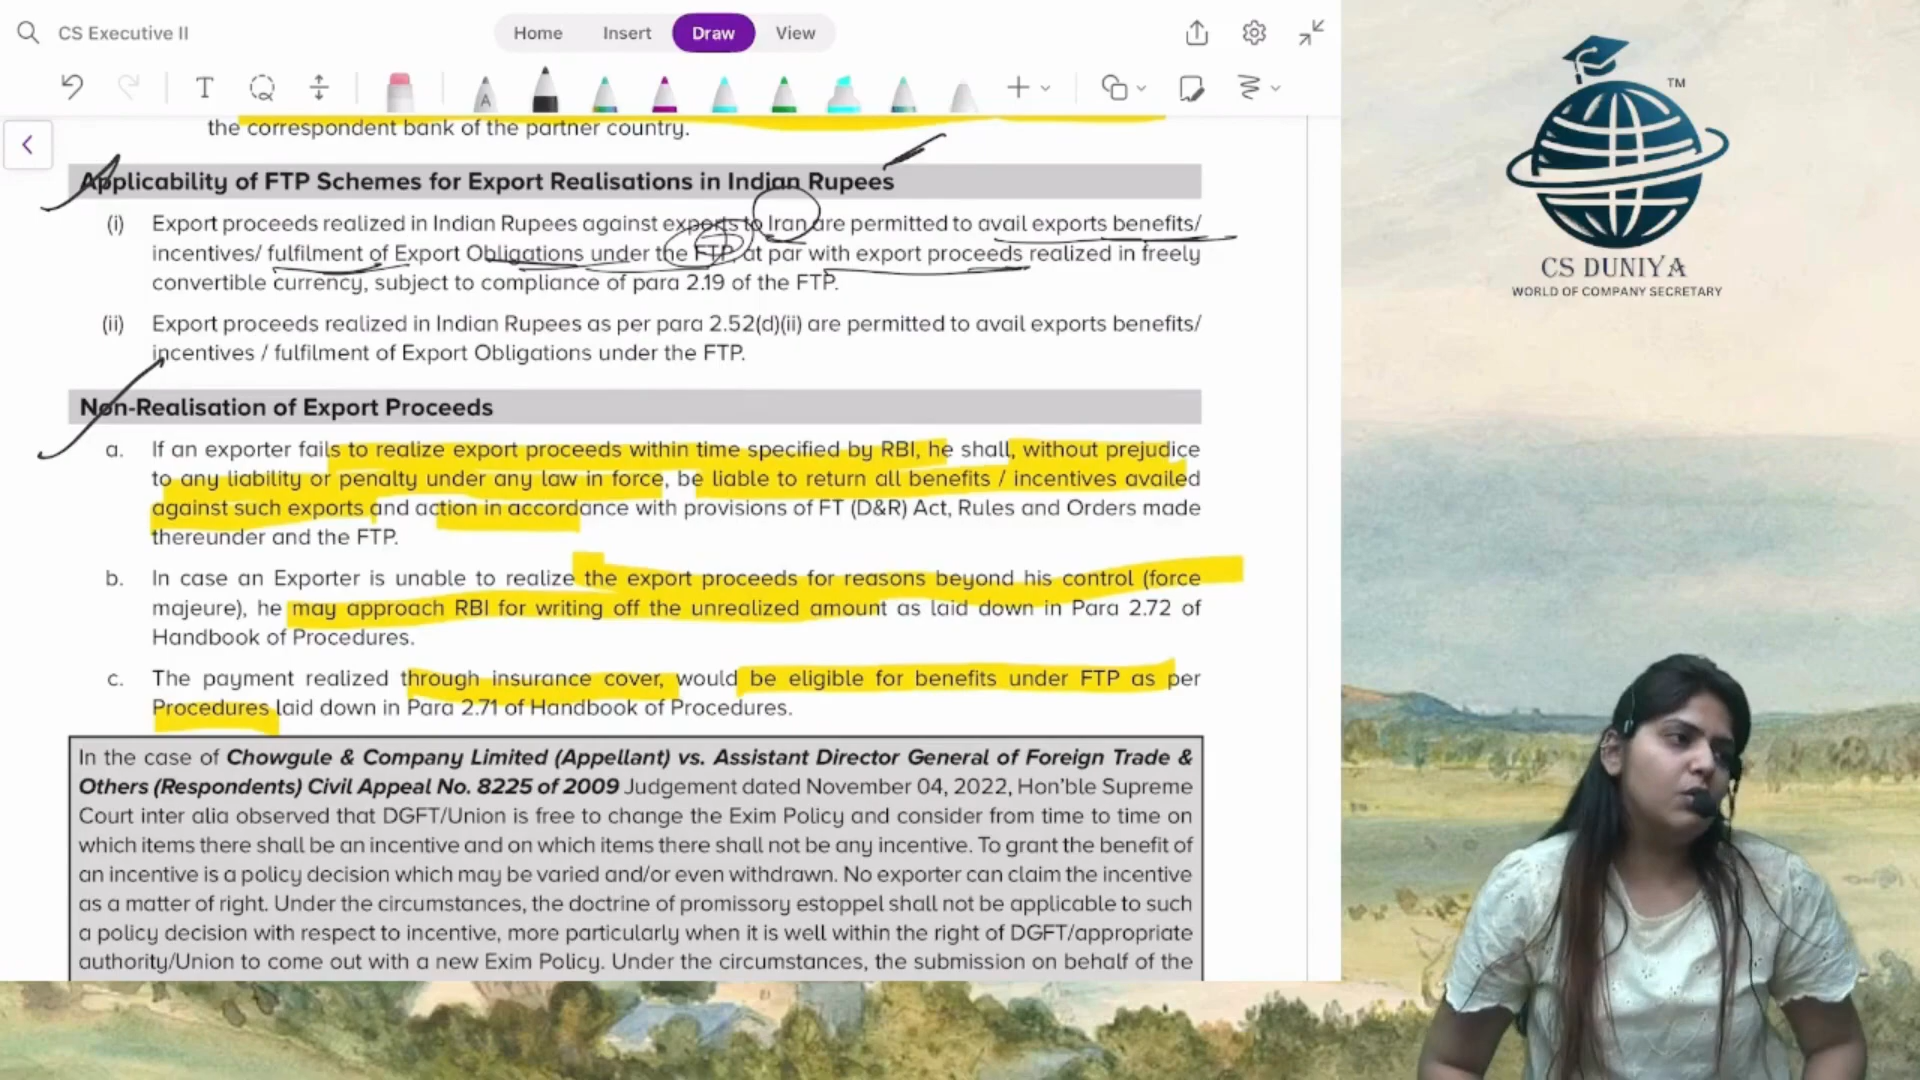 CS Executive II
Home Insert Draw View
T
A
the correspondent bank of the partner country.
Applicability of FTP Schemes for Export Realisations in Indian Rupees
(i) Export proceeds realized in Indian Rupees against exports to Iran are permitted to avail exports benefits/
incentives/ fulfilment of Export Obligations under the FTP, at par with export proceeds realized in freely
convertible currency, subject to compliance of para 2.19 of the FTP.
(ii) Export proceeds realized in Indian Rupees as per para 2.52(d)(ii) are permitted to avail exports benefits/
incentives / fulfilment of Export Obligations under the FTP.
Non-Realisation of Export Proceeds
a. If an exporter fails to realize export proceeds within time specified by RBI, he shall, without prejudice
to any liability or penalty under any law in force, be liable to return all benefits / incentives availed
against such exports and action in accordance with provisions of FT (D&R) Act, Rules and Orders made
thereunder and the FTP.
b. In case an Exporter is unable to realize the export proceeds for reasons beyond his control (force
majeure), he may approach RBI for writing off the unrealized amount as laid down in Para 2.72 of
Handbook of Procedures.
c. The payment realized through insurance cover, would be eligible for benefits under FTP as per
Procedures laid down in Para 2.71 of Handbook of Procedures.
In the case of Chowgule & Company Limited (Appellant) vs. Assistant Director General of Foreign Trade &
Others (Respondents) Civil Appeal No. 8225 of 2009 Judgement dated November 04, 2022, Hon'ble Supreme
Court inter alia observed that DGFT/Union is free to change the Exim Policy and consider from time to time on
which items there shall be an incentive and on which items there shall not be any incentive. To grant the benefit of
an incentive is a policy decision which may be varied and/or even withdrawn. No exporter can claim the incentive
as a matter of right. Under the circumstances, the doctrine of promissory estoppel shall not be applicable to such
a policy decision with respect to incentive, more particularly when it is well within the right of DGFT/appropriate
authority/Union to come out with a new Exim Policy. Under the circumstances, the submission on behalf of the
TM
CS DUNIYA
WORLD OF COMPANY SECRETARY